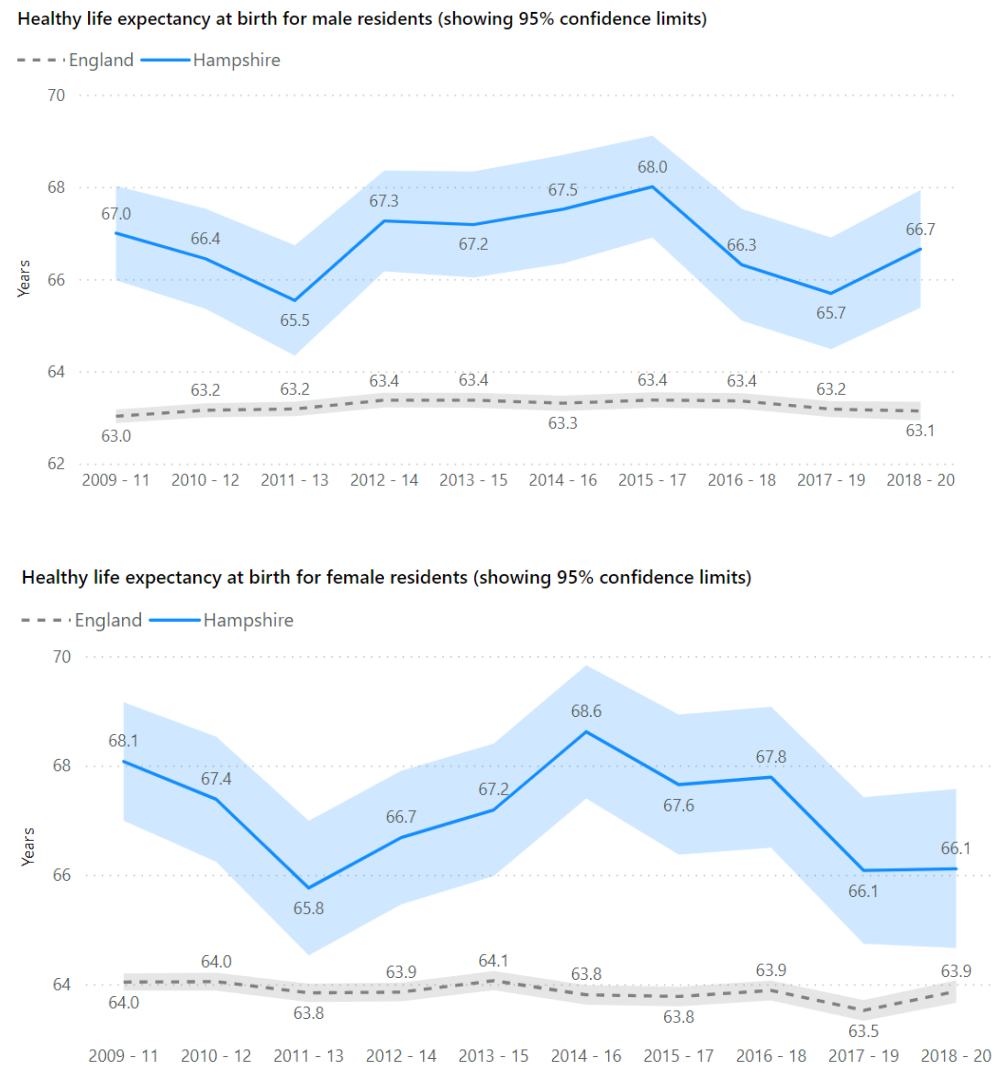 Healthy life expectancy at birth for male residents (showing 95% confidence limits)
England Hampshire
70
68.0
68
67.5
67.3
67.0
66.4
67.2
66.3
66.7
66
65.5
65.7
Years
64
63.2 63.2 63.4 63.4 63.4 63.4 63.2
63.0 63.3 63.1
62
2009 - 11 2010 - 12 2011 - 13 2012 - 14 2013 - 15 2014 - 16 2015 - 17 2016 - 18 2017 - 19 2018 - 20
Healthy life expectancy at birth for female residents (showing 95% confidence limits)
England Hampshire
70
68.6
68.1
67.8
68
67.4
67.2
67.6
66.7
66.1
66
65.8
66.1
Years
64.0 63.9 64.1 63.8 63.9 63.9
64
64.0 63.8 63.8 63.5
2009 - 11 2010 - 12 2011 - 13 2012 - 14 2013 - 15 2014 - 16 2015 - 17 2016 - 18 2017 - 19 2018 - 20